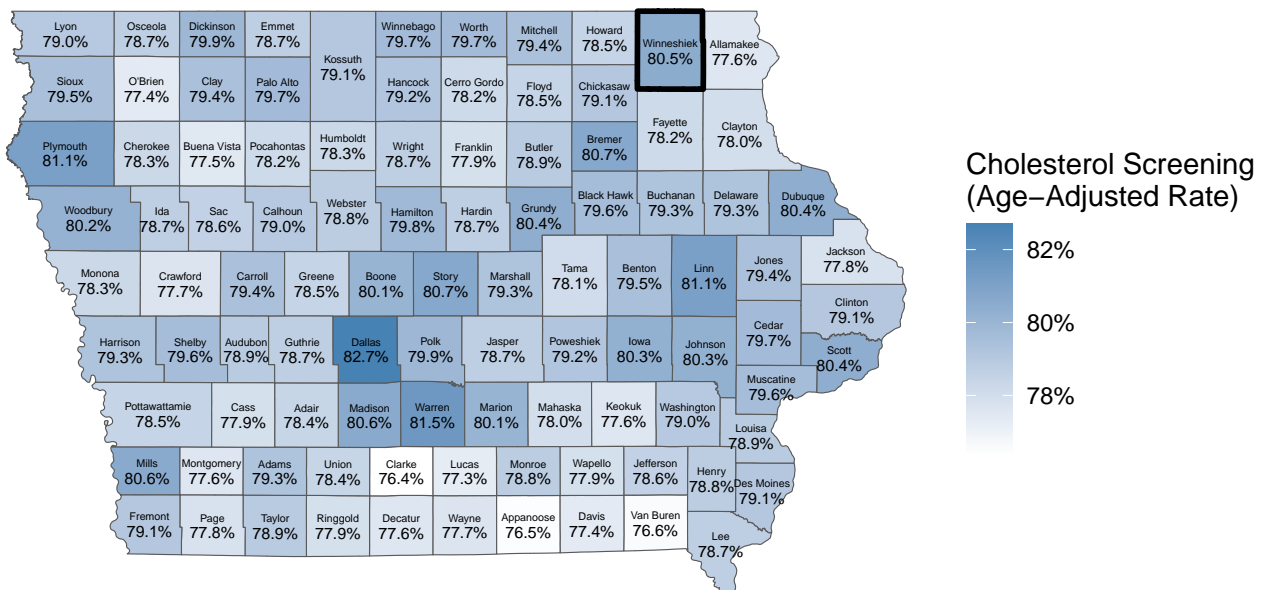 Lyon
79.0%
Osceola
78.7%
Dickinson
79.9%
Emmet
78.7%
Kossuth
79.1%
Winnebago
79.7%
Worth
79.7%
Mitchell
79.4%
Howard
78.5%
Winneshiek
80.5%
Allamakee
77.6%
Sioux
79.5%
O'Brien
77.4%
Clay
79.4%
Palo Alto
79.7%
Hancock
79.2%
Cerro Gordo
78.2%
Floyd
78.5%
Chickasaw
79.1%
Fayette
78.2%
Clayton
78.0%
Plymouth
81.1%
Cherokee
78.3%
Buena Vista
77.5%
Pocahontas
78.2%
Humboldt
78.3%
Wright
78.7%
Franklin
77.9%
Butler
78.9%
Bremer
80.7%
Woodbury
80.2%
Ida
78.7%
Sac
78.6%
Calhoun
79.0%
Webster
78.8%
Hamilton
79.8%
Hardin
78.7%
Grundy
80.4%
Black Hawk
79.6%
Buchanan
79.3%
Delaware
79.3%
Dubuque
80.4%
Monona
78.3%
Crawford
77.7%
Carroll
79.4%
Greene
78.5%
Boone
80.1%
Story
80.7%
Marshall
79.3%
Tama
78.1%
Benton
79.5%
Linn
81.1%
Jones
79.4%
Jackson
77.8%
Clinton
79.1%
Harrison
79.3%
Shelby
79.6%
Audubon
78.9%
Guthrie
78.7%
Dallas
82.7%
Polk
79.9%
Jasper
78.7%
Poweshiek
79.2%
Iowa
80.3%
Johnson
80.3%
Cedar
79.7%
Scott
80.4%
Muscatine
79.6%
Pottawattamie
78.5%
Cass
77.9%
Adair
78.4%
Madison
80.6%
Warren
81.5%
Marion
80.1%
Mahaska
78.0%
Keokuk
77.6%
Washington
79.0%
Louisa
78.9%
Mills
80.6%
Montgomery
77.6%
Adams
79.3%
Union
78.4%
Clarke
76.4%
Lucas
77.3%
Monroe
78.8%
Wapello
77.9%
Jefferson
78.6%
Henry
78.8%
Des Moines
79.1%
Fremont
79.1%
Page
77.8%
Taylor
78.9%
Ringgold
77.9%
Decatur
77.6%
Wayne
77.7%
Appanoose
76.5%
Davis
77.4%
Van Buren
76.6%
Lee
78.7%
Cholesterol Screening
(Age−Adjusted Rate)
82%
80%
78%